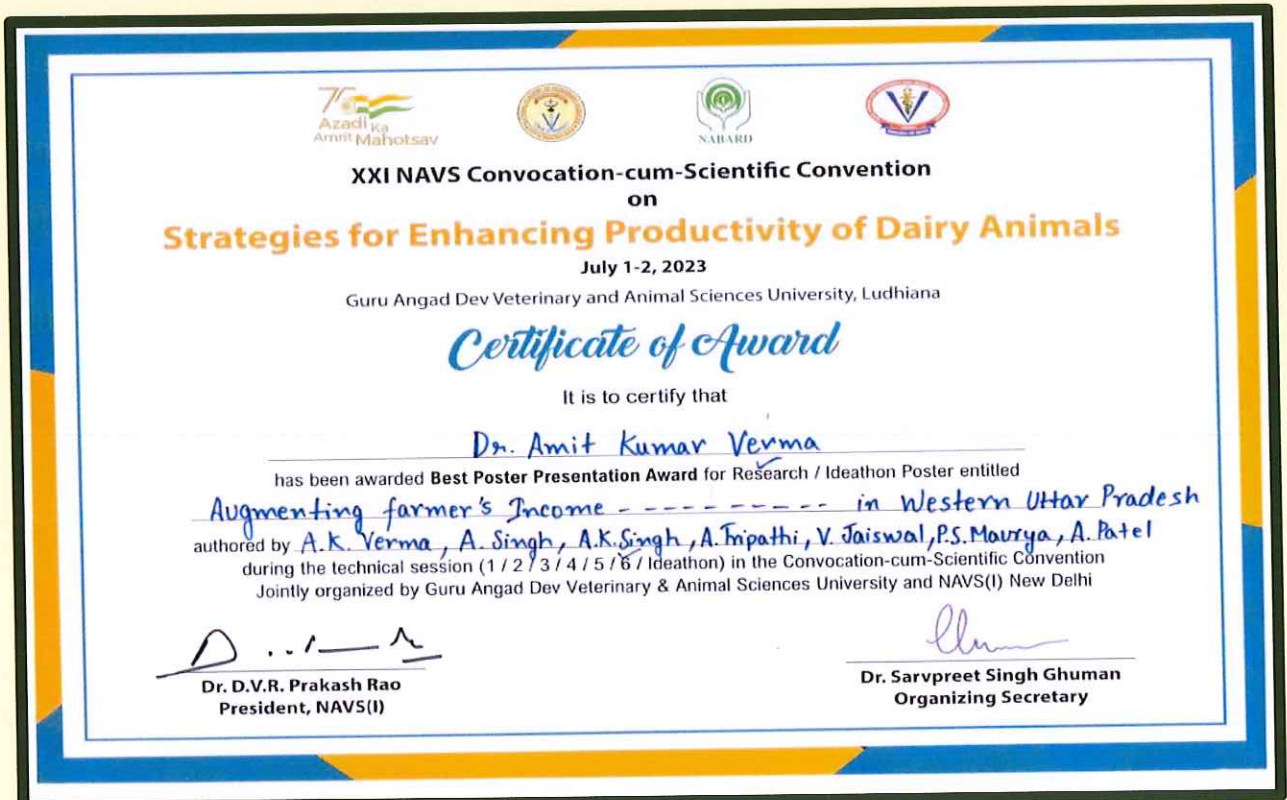 75
Azadi Ka
Amrit Mahotsav
NABARD
XXI NAVS Convocation-cum-Scientific Convention
on
Strategies for Enhancing Productivity of Dairy Animals
July 1-2, 2023
Guru Angad Dev Veterinary and Animal Sciences University, Ludhiana
Certificate of Award
It is to certify that
Dr. Amit Kumar Verma
has been awarded Best Poster Presentation Award for Research / Ideathon Poster entitled
Augmenting farmer's Income - - - - - - - - - - in Western Uttar Pradesh
authored by A.K. Verma, A. Singh, A.K. Singh, A. Tripathi, V. Jaiswal, P.S. Maurya, A. Patel
during the technical session (1 / 2 / 3 / 4 / 5 / 6 / Ideathon) in the Convocation-cum-Scientific Convention
Jointly organized by Guru Angad Dev Veterinary & Animal Sciences University and NAVS(I) New Delhi
Dr. D.V.R. Prakash Rao
President, NAVS(I)
Dr. Sarvpreet Singh Ghuman
Organizing Secretary